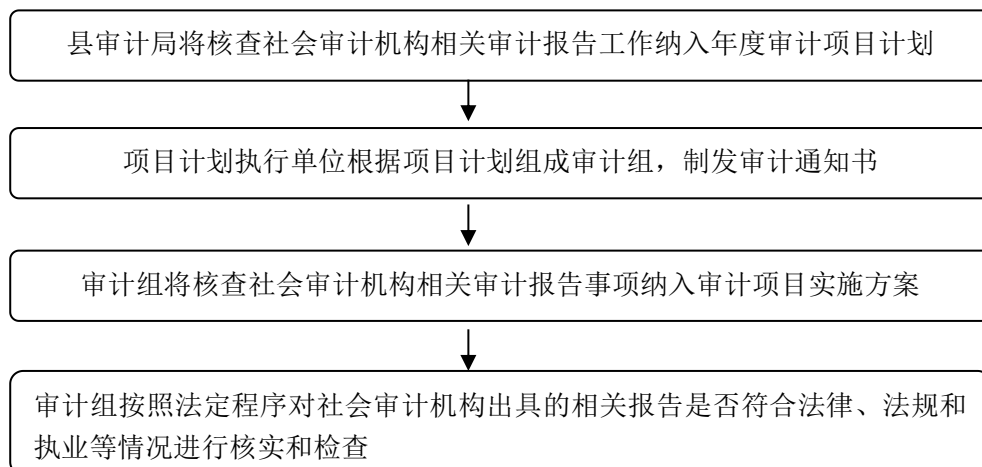 县审计局将核查社会审计机构相关审计报告工作纳入年度审计项目计划
项目计划执行单位根据项目计划组成审计组，制发审计通知书
审计组将核查社会审计机构相关审计报告事项纳入审计项目实施方案
审计组按照法定程序对社会审计机构出具的相关报告是否符合法律、法规和
执业等情况进行核实和检查